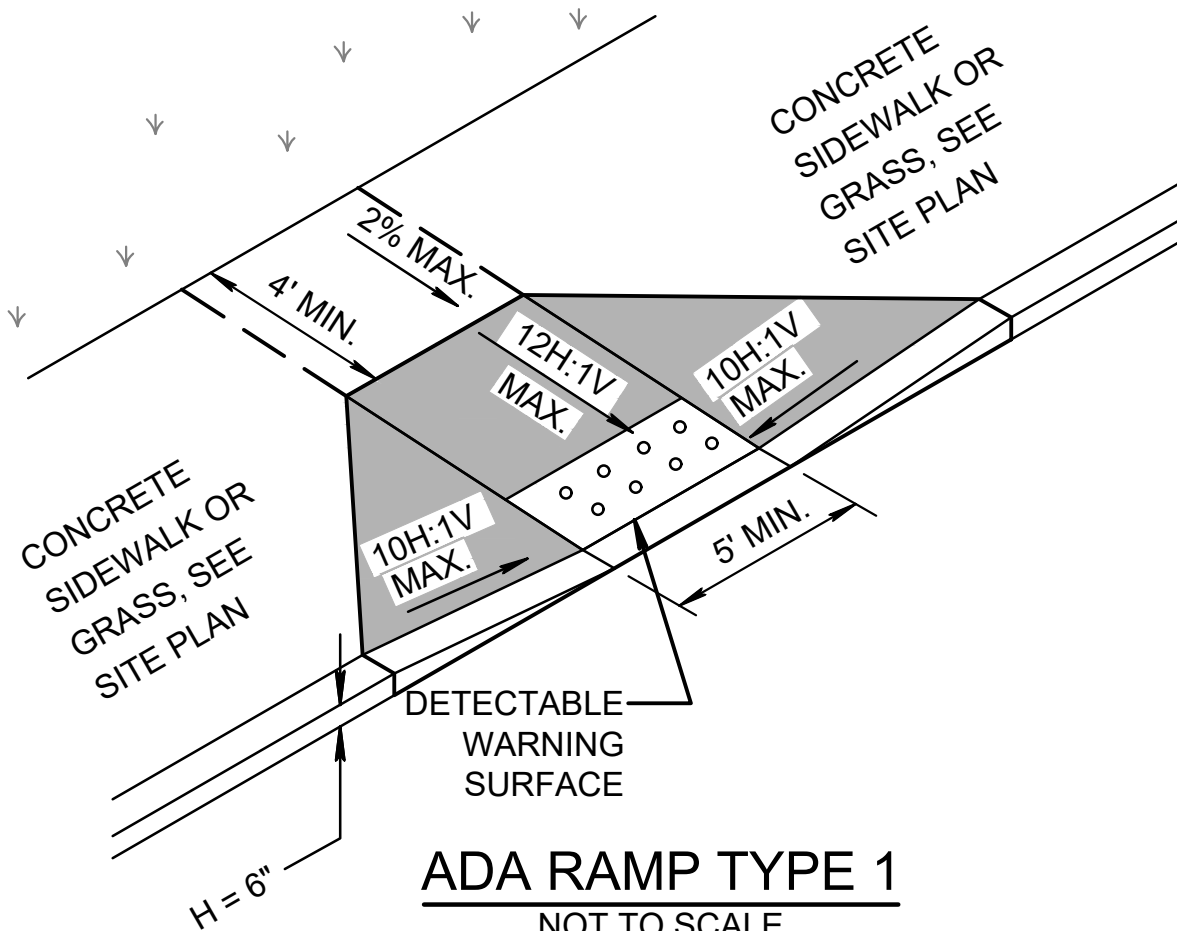 CONCRETE
SIDEWALK OR
GRASS, SEE
SITE PLAN
2% MAX.
4' MIN.
12H:1V
MAX.
10H:1V
MAX.
CONCRETE
SIDEWALK OR
GRASS, SEE
SITE PLAN
10H:1V
MAX.
5' MIN.
DETECTABLE
WARNING
SURFACE
H = 6"
ADA RAMP TYPE 1
NOT TO SCALE